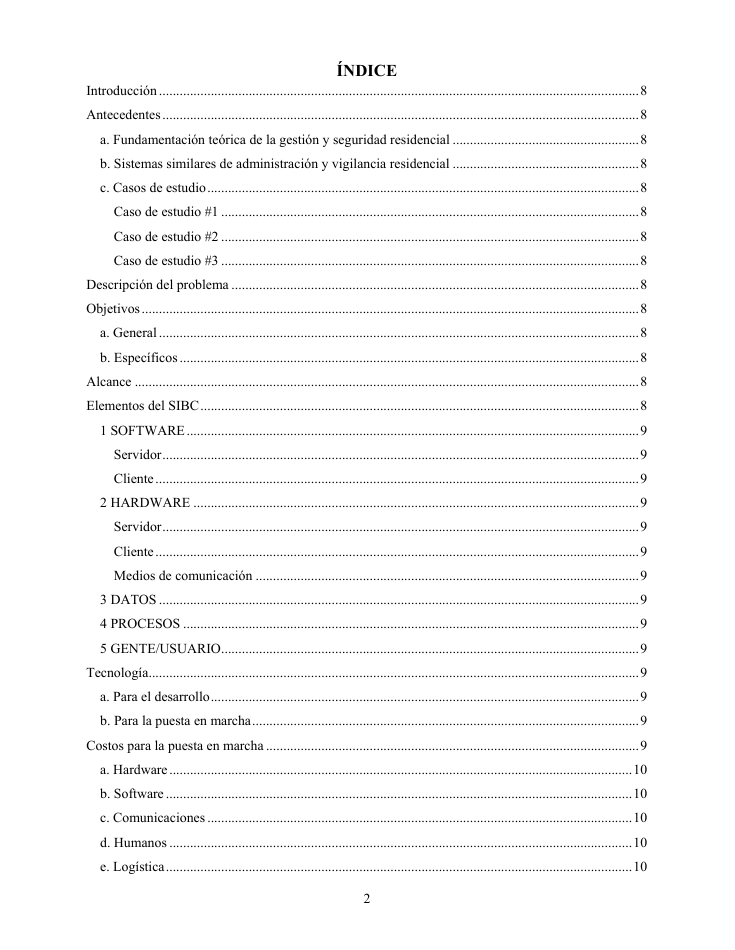 ÍNDICE
Introducción ........ 8
Antecedentes ........ 8
a. Fundamentación teórica de la gestión y seguridad residencial ........ 8
b. Sistemas similares de administración y vigilancia residencial ........ 8
c. Casos de estudio ........ 8
Caso de estudio #1 ........ 8
Caso de estudio #2 ........ 8
Caso de estudio #3 ........ 8
Descripción del problema ........ 8
Objetivos ........ 8
a. General ........ 8
b. Específicos ........ 8
Alcance ........ 8
Elementos del SIBC ........ 8
1 SOFTWARE ........ 9
Servidor ........ 9
Cliente ........ 9
2 HARDWARE ........ 9
Servidor ........ 9
Cliente ........ 9
Medios de comunicación ........ 9
3 DATOS ........ 9
4 PROCESOS ........ 9
5 GENTE/USUARIO ........ 9
Tecnología ........ 9
a. Para el desarrollo ........ 9
b. Para la puesta en marcha ........ 9
Costos para la puesta en marcha ........ 9
a. Hardware ........ 10
b. Software ........ 10
c. Comunicaciones ........ 10
d. Humanos ........ 10
e. Logística ........ 10
2